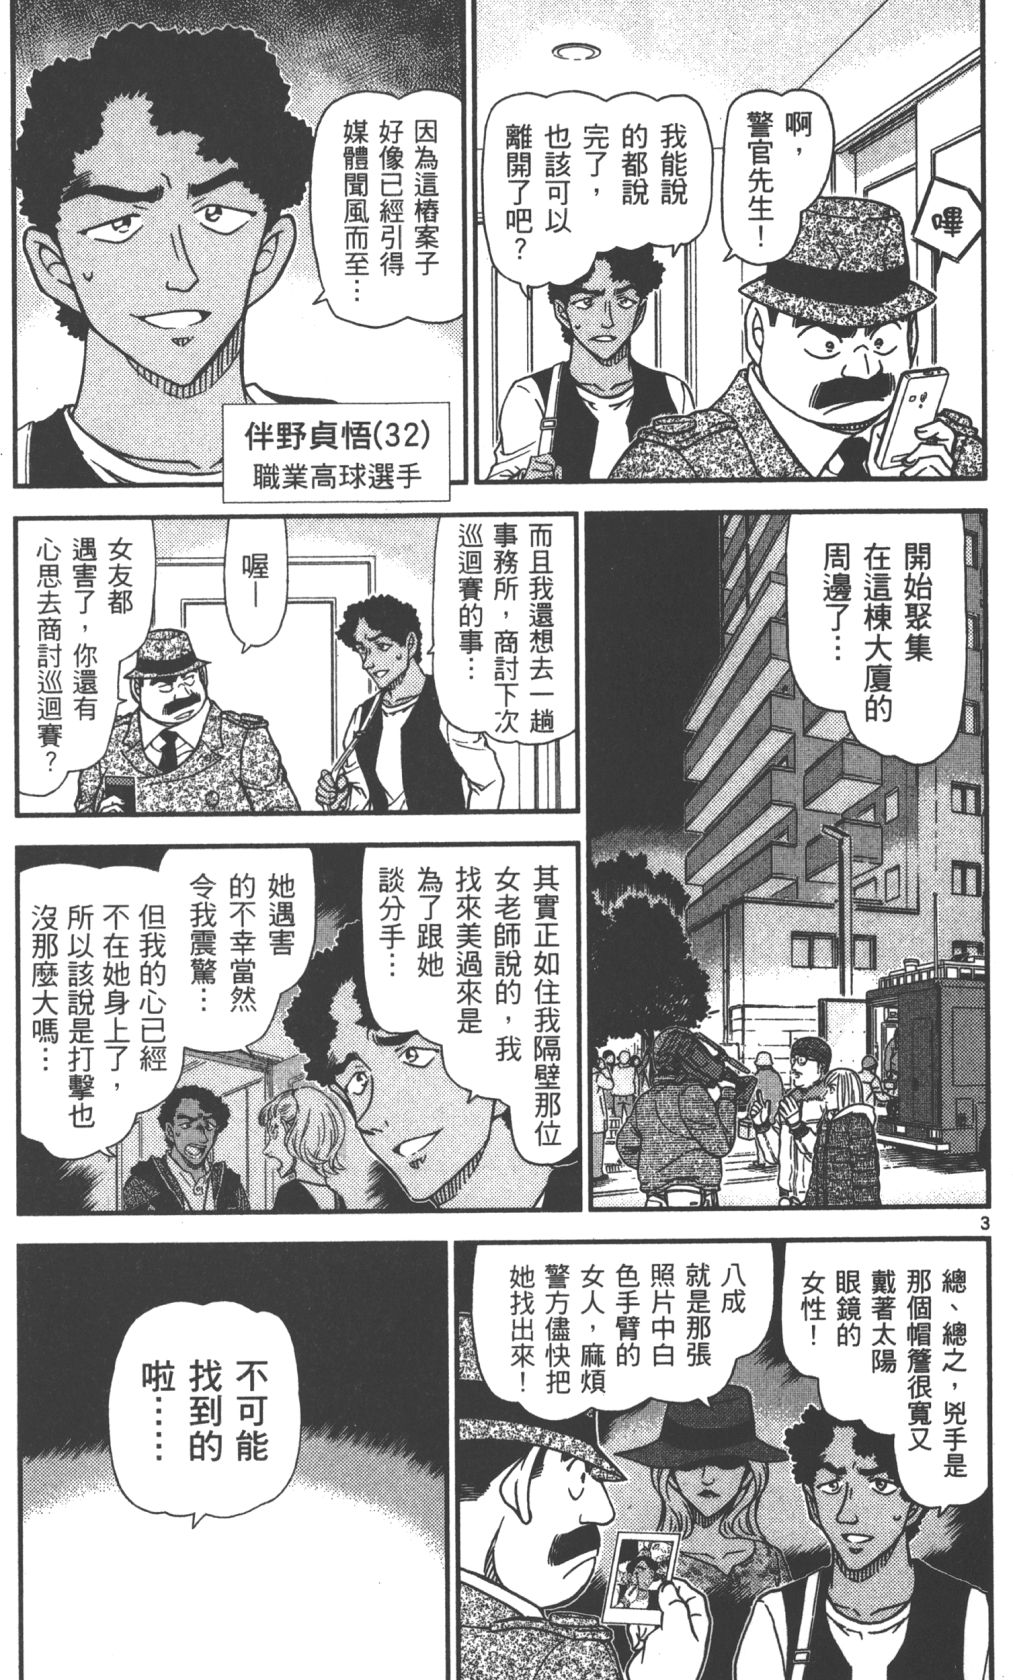 嗶
啊，
警官先生！
我能說
的都說
完了，
也該可以
離開了吧？
因為這樁案子
好像已經引得
媒體聞風而至…
伴野貞悟(32)
職業高球選手
開始聚集
在這棟大廈的
周邊了…
而且我還想去一趟
事務所，商討下次
巡迴賽的事…
喔—
女友都
遇害了，你還有
心思去商討巡迴賽？
其實正如住我隔壁那位
女老師說的，我
找來美過來是
為了跟她
談分手…
她遇害
的不幸當然
令我震驚…
但我的心已經
不在她身上了，
所以該說是打擊也
沒那麼大嗎…
3
總、總之，兇手是
那個帽簷很寬又
戴著太陽
眼鏡的
女性！
八成
就是那張
照片中白
色手臂的
女人，麻煩
警方儘快把
她找出來！
不可能
找到的
啦……